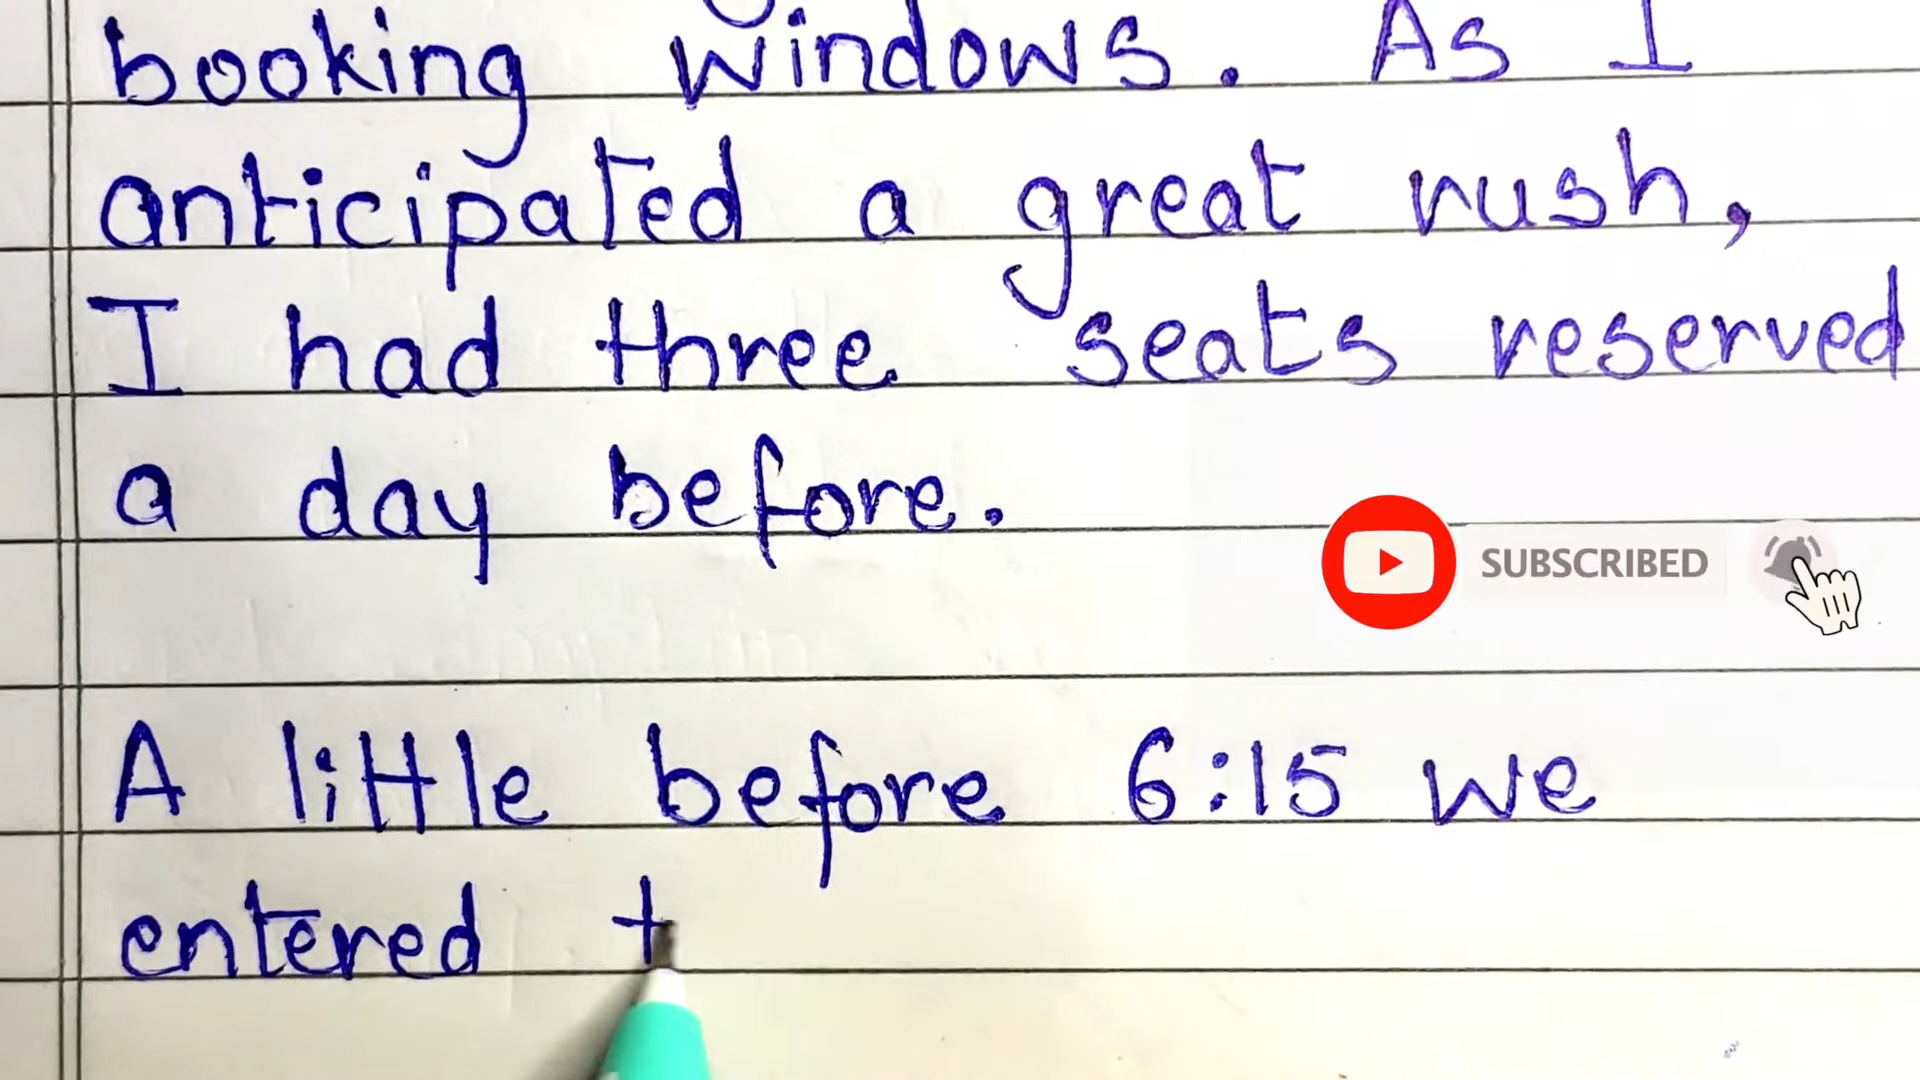 booking windows. As I
anticipated a great rush,
I had three seats reserved
a day before.
SUBSCRIBED
A little before 6:15 we
entered t